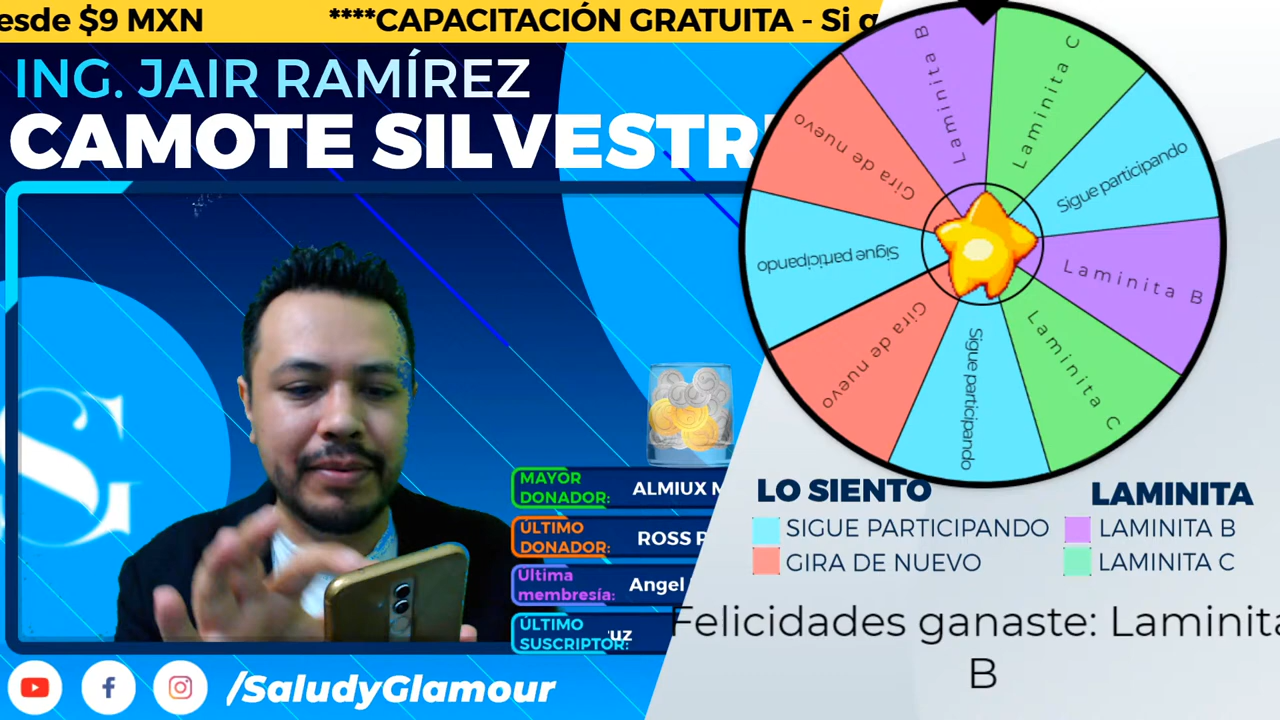 esde $9 MXN ****CAPACITACIÓN GRATUITA - Si q
ING. JAIR RAMÍREZ
CAMOTE SILVESTR
Laminita B
Laminita C
Sigue participando
Laminita B
Laminita C
Sigue participando
Gira de nuevo
Sigue participando
Gira de nuevo
S
MAYOR
DONADOR: ALMIUX M
ÚLTIMO
DONADOR: ROSS P
Última
membresía: Angel
ÚLTIMO
SUSCRIPTOR: uz
LO SIENTO
SIGUE PARTICIPANDO
GIRA DE NUEVO
LAMINITA
LAMINITA B
LAMINITA C
Felicidades ganaste: Laminita
B
/SaludyGlamour